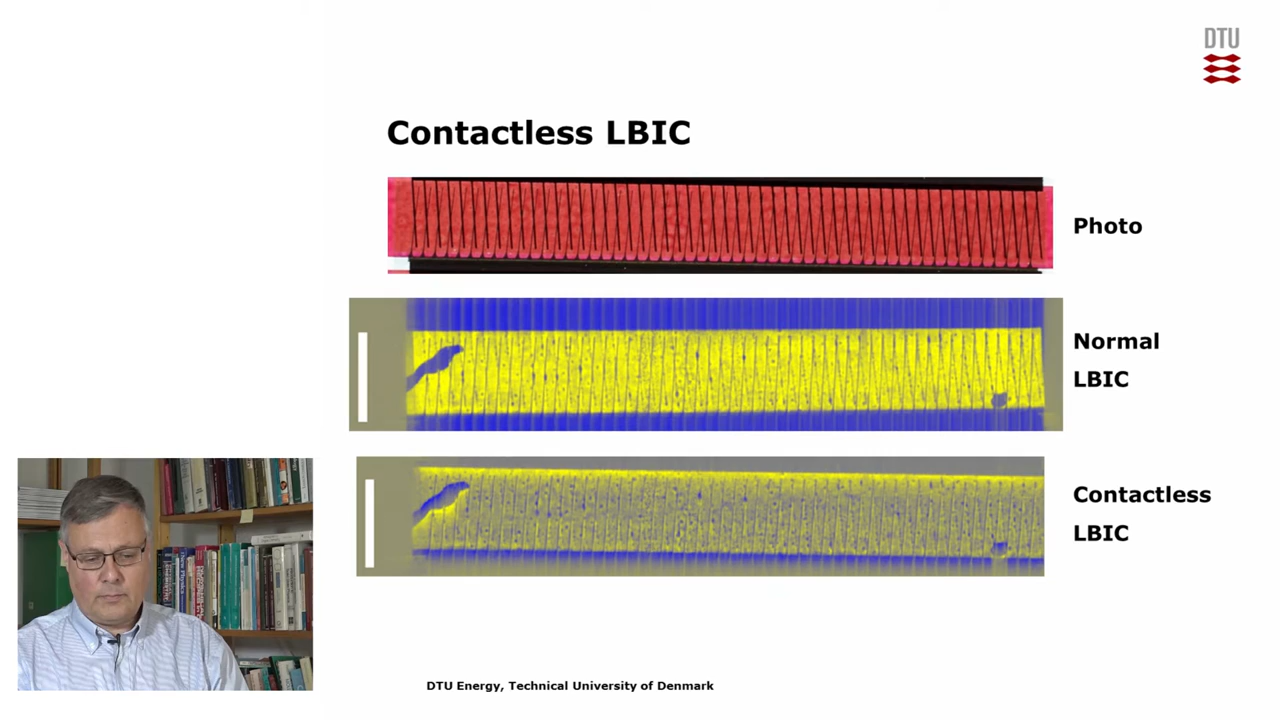 DTU
Contactless LBIC
Photo
Normal
LBIC
Contactless
LBIC
DTU Energy, Technical University of Denmark